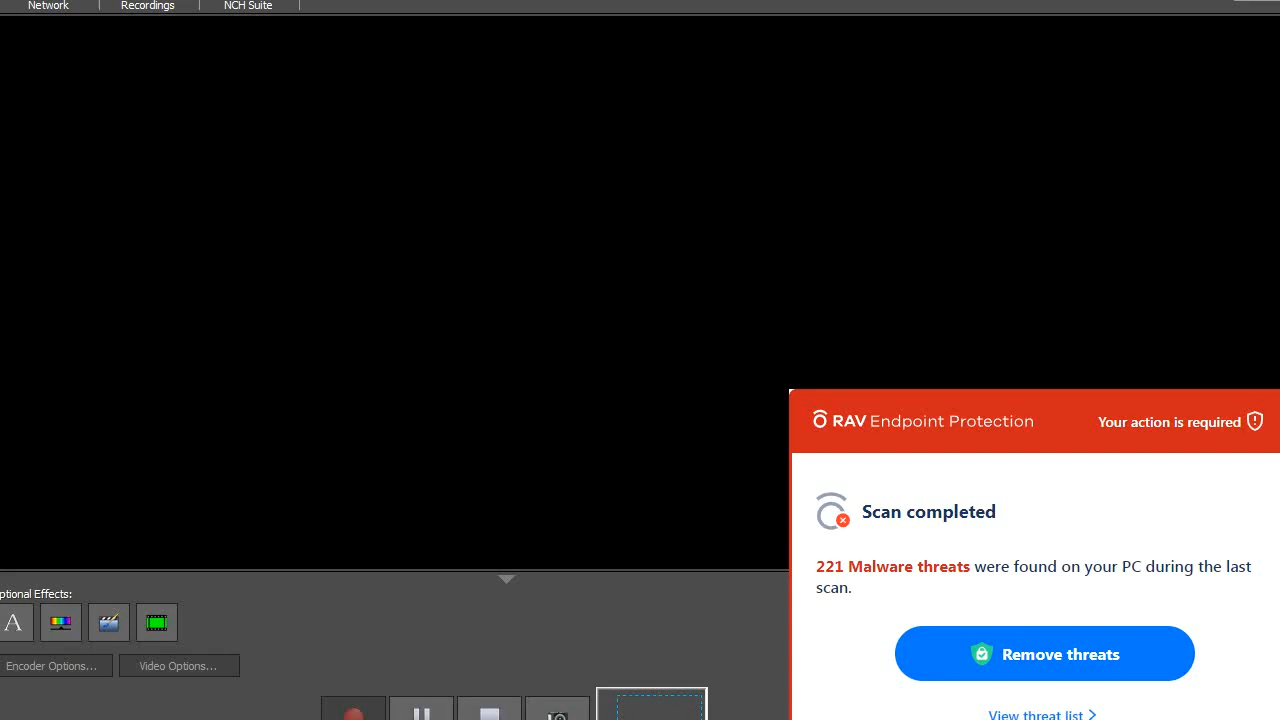 Network
Recordings
NCH Suite
RAV Endpoint Protection
Your action is required
Scan completed
221 Malware threats were found on your PC during the last
scan.
ptional Effects:
A
Remove threats
Encoder Options...
Video Options...
View threat list